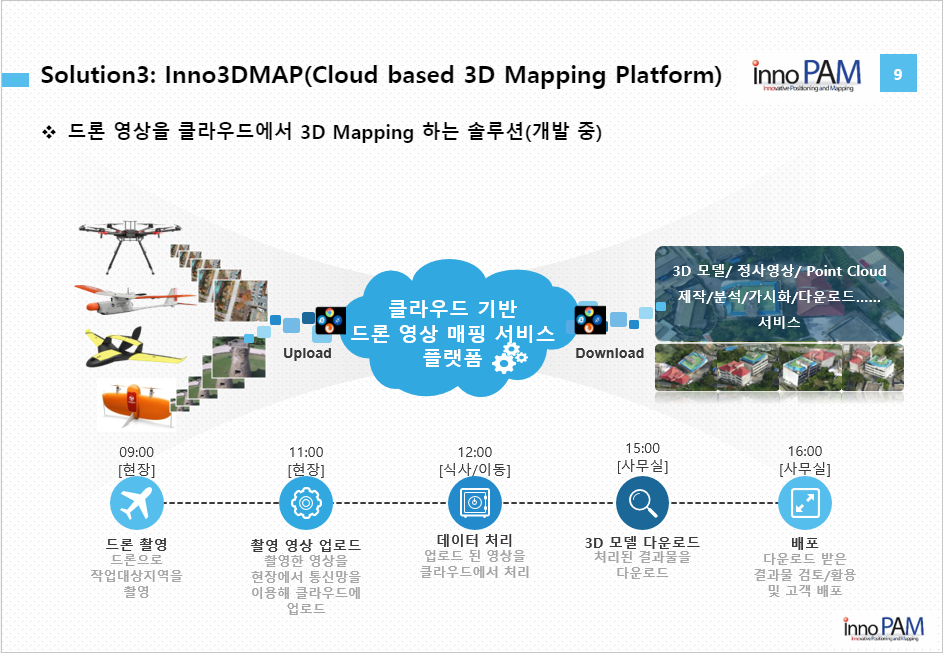 Solution3: Inno3DMAP(Cloud based 3D Mapping Platform)
inno PAM
Innovative Positioning and Mapping
9
❖ 드론 영상을 클라우드에서 3D Mapping 하는 솔루션(개발 중)
클라우드 기반
드론 영상 매핑 서비스
플랫폼
Upload
Download
3D 모델/ 정사영상/ Point Cloud
제작/분석/가시화/다운로드......
서비스
09:00
[현장]
드론 촬영
드론으로
작업대상지역을
촬영
11:00
[현장]
촬영 영상 업로드
촬영한 영상을
현장에서 통신망을
이용해 클라우드에
업로드
12:00
[식사/이동]
데이터 처리
업로드 된 영상을
클라우드에서 처리
15:00
[사무실]
3D 모델 다운로드
처리된 결과물을
다운로드
16:00
[사무실]
배포
다운로드 받은
결과물 검토/활용
및 고객 배포
inno PAM
Innovative Positioning and Mapping